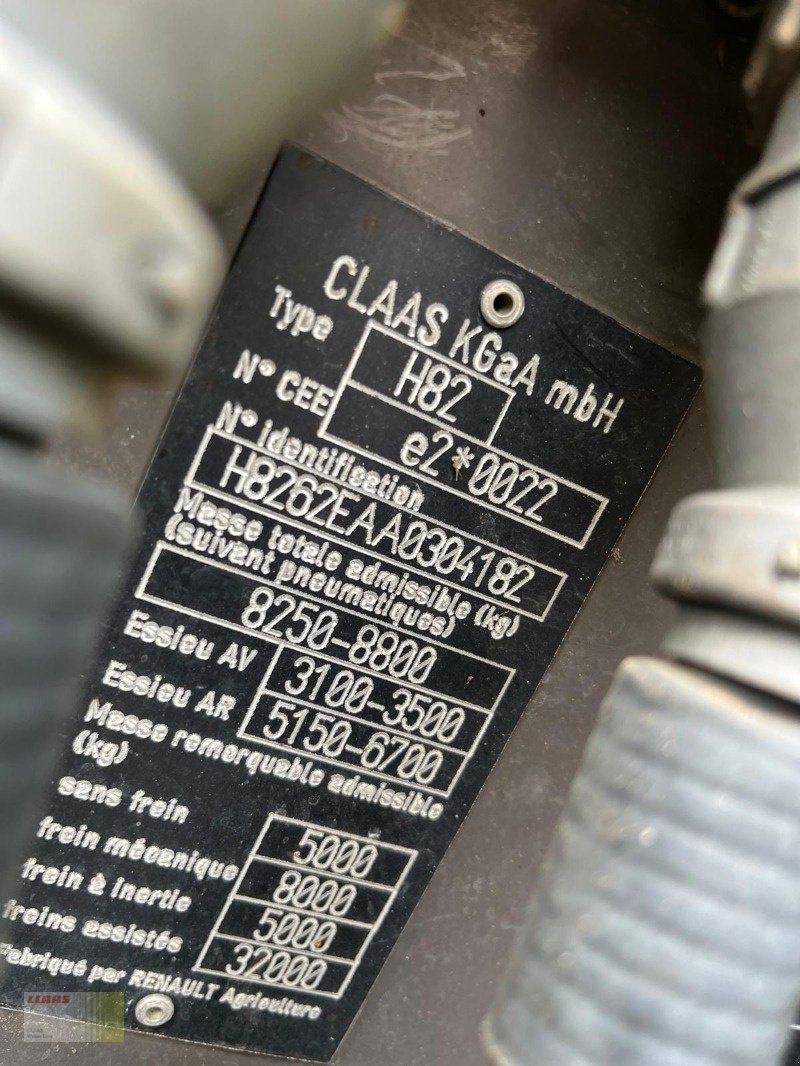 CLAAS KGaA mbH
Type H82
N° CEE e2*0022
N° identification
H8262EAA0304182
Masse totale admissible (kg)
(suivant pneumatiques)
8250-8800
Essieu AV 3100-3500
Essieu AR 5150-6700
Masse remorquable admissible
(kg)
sans frein 5000
frein mécanique 8000
frein à inertie 5000
freins assistés 32000
Fabriqué par RENAULT Agriculture
CLAAS